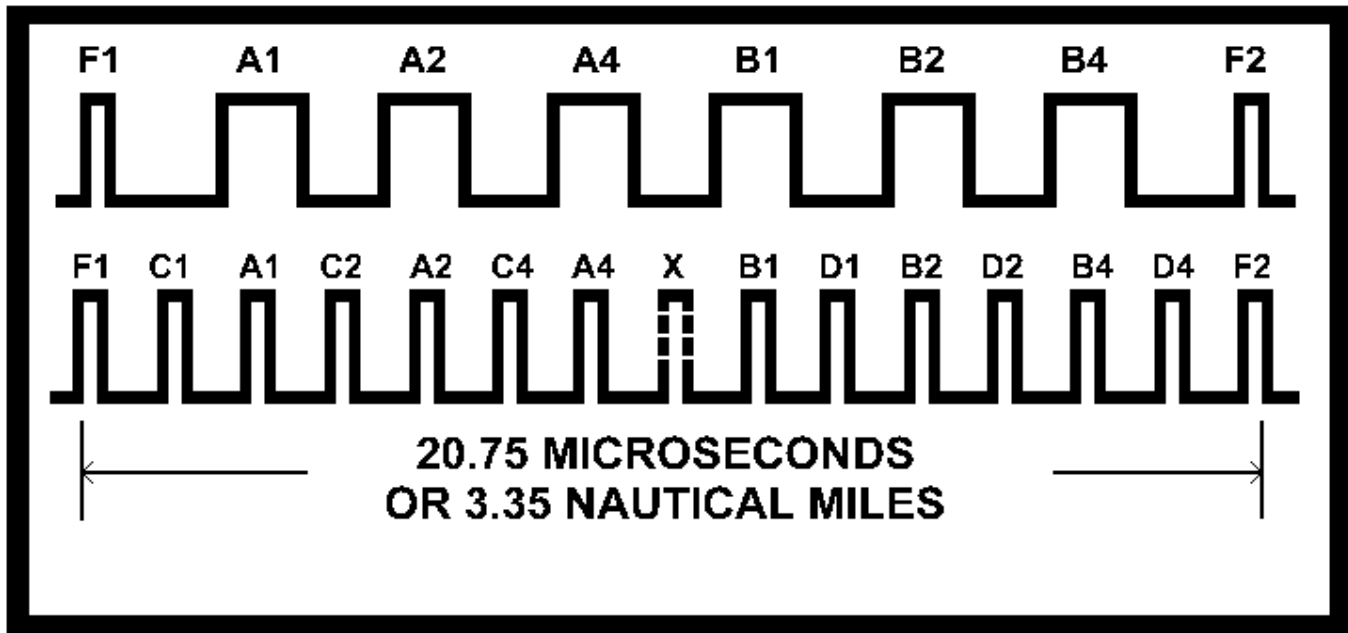 F1 A1 A2 A4 B1 B2 B4 F2
F1 C1 A1 C2 A2 C4 A4 X B1 D1 B2 D2 B4 D4 F2
20.75 MICROSECONDS
OR 3.35 NAUTICAL MILES